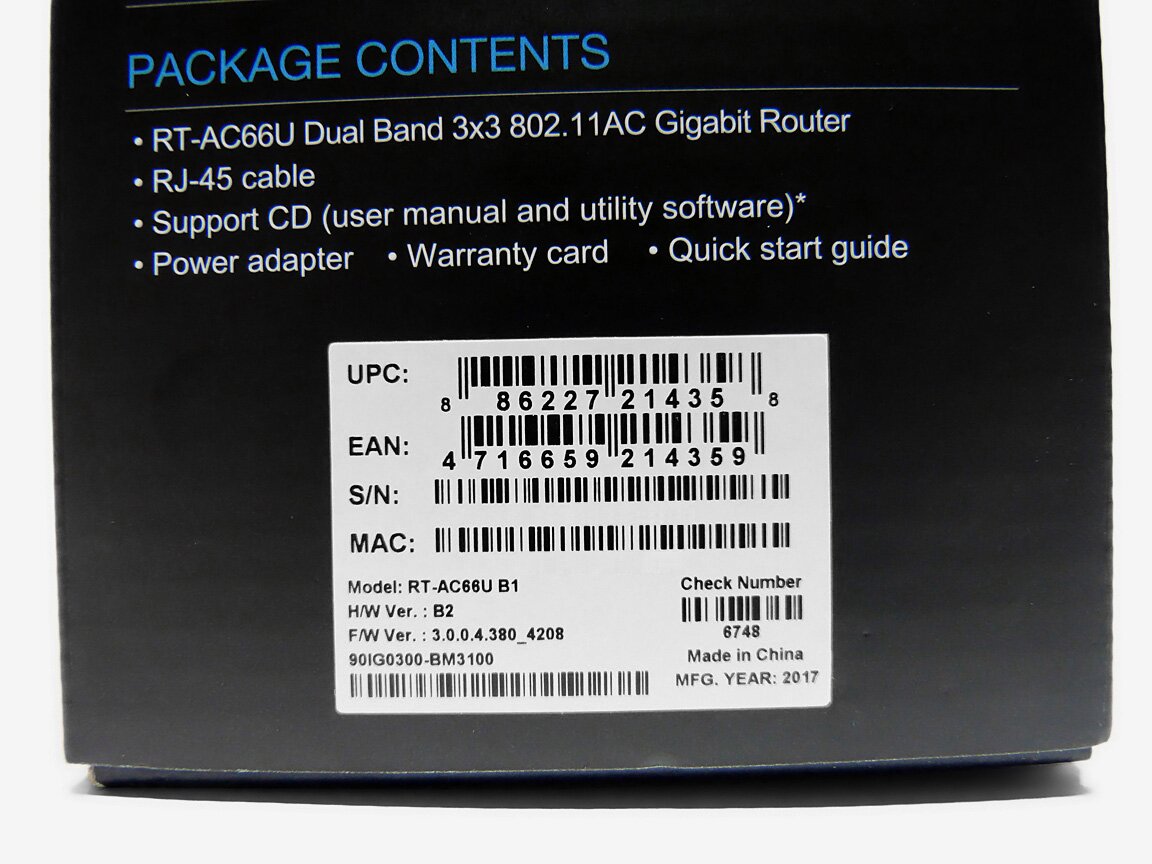 PACKAGE CONTENTS
• RT-AC66U Dual Band 3x3 802.11AC Gigabit Router
• RJ-45 cable
• Support CD (user manual and utility software)*
• Power adapter • Warranty card • Quick start guide
UPC:
8 86227 21435 8
EAN:
4 716659 214359
S/N:
MAC:
Model: RT-AC66U B1
H/W Ver. : B2
F/W Ver. : 3.0.0.4.380_4208
90IG0300-BM3100
Check Number
6748
Made in China
MFG. YEAR: 2017